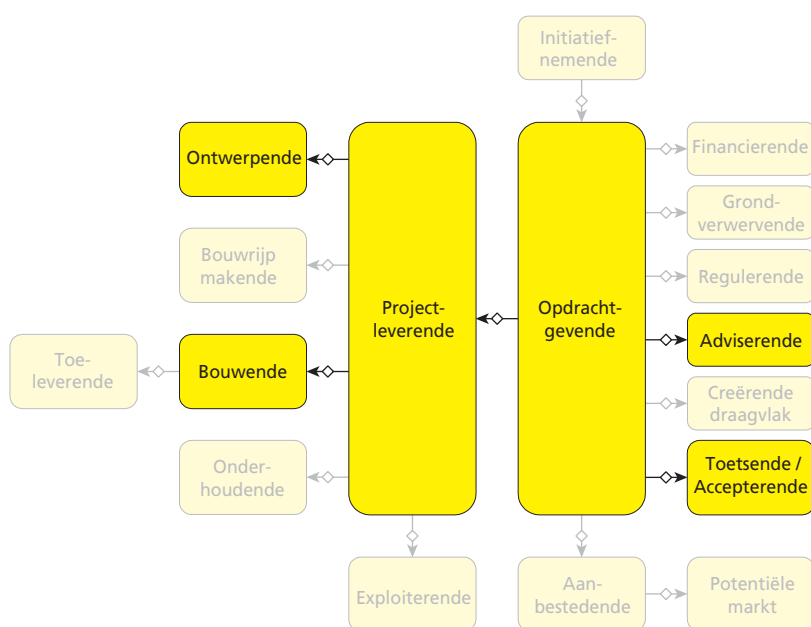 Initiatief-
nemende
Ontwerpende
Financierende
Grond-
verwervende
Bouwrijp
makende
Regulerende
Project-
leverende
Opdracht-
gevende
Adviserende
Toe-
leverende
Bouwende
Creërende
draagvlak
Onder-
houdende
Toetsende /
Accepterende
Exploiterende
Aan-
bestedende
Potentiële
markt